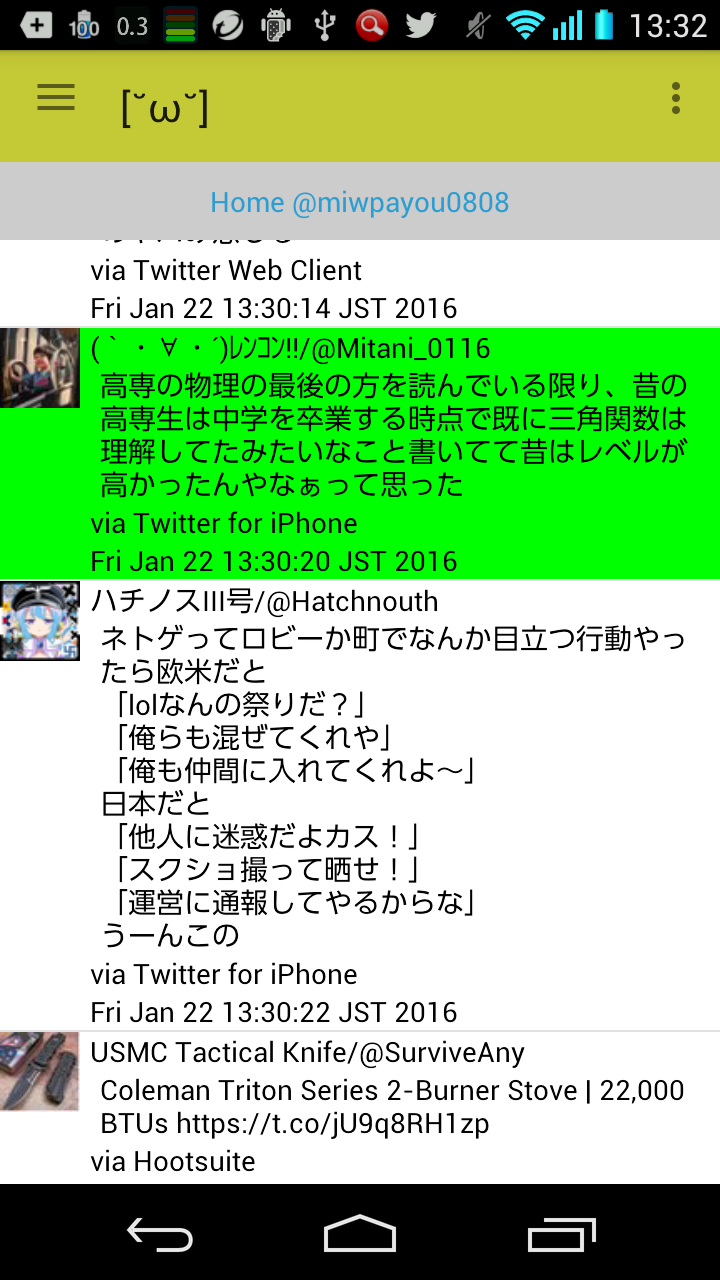 100 0.3 13:32
[˘ω˘]
Home @miwpayou0808
via Twitter Web Client
Fri Jan 22 13:30:14 JST 2016
(｀・∀・´)ﾚﾝｺﾝ!!/@Mitani_0116
高専の物理の最後の方を読んでいる限り、昔の
高専生は中学を卒業する時点で既に三角関数は
理解してたみたいなこと書いてて昔はレベルが
高かったんやなぁって思った
via Twitter for iPhone
Fri Jan 22 13:30:20 JST 2016
ハチノスIII号/@Hatchnouth
ネトゲってロビーか町でなんか目立つ行動やっ
たら欧米だと
「lolなんの祭りだ？」
「俺らも混ぜてくれや」
「俺も仲間に入れてくれよ〜」
日本だと
「他人に迷惑だよカス！」
「スクショ撮って晒せ！」
「運営に通報してやるからな」
うーんこの
via Twitter for iPhone
Fri Jan 22 13:30:22 JST 2016
USMC Tactical Knife/@SurviveAny
Coleman Triton Series 2-Burner Stove | 22,000
BTUs https://t.co/jU9q8RH1zp
via Hootsuite